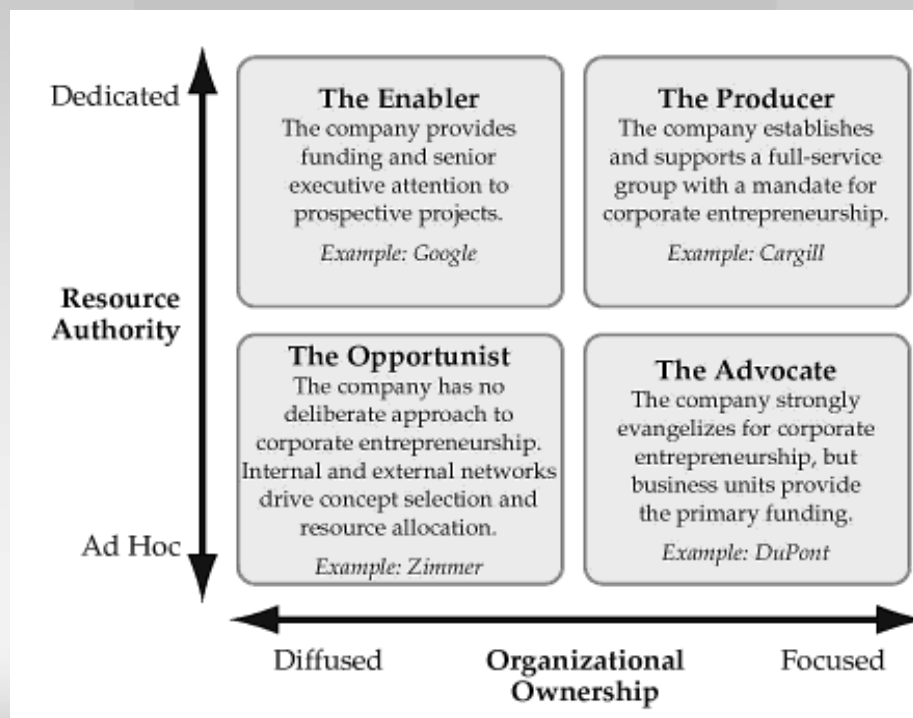 Dedicated
The Enabler
The company provides
funding and senior
executive attention to
prospective projects.
Example: Google
The Producer
The company establishes
and supports a full-service
group with a mandate for
corporate entrepreneurship.
Example: Cargill
Resource
Authority
The Opportunist
The company has no
deliberate approach to
corporate entrepreneurship.
Internal and external networks
drive concept selection and
resource allocation.
Example: Zimmer
The Advocate
The company strongly
evangelizes for corporate
entrepreneurship, but
business units provide
the primary funding.
Example: DuPont
Ad Hoc
Diffused
Organizational
Ownership
Focused